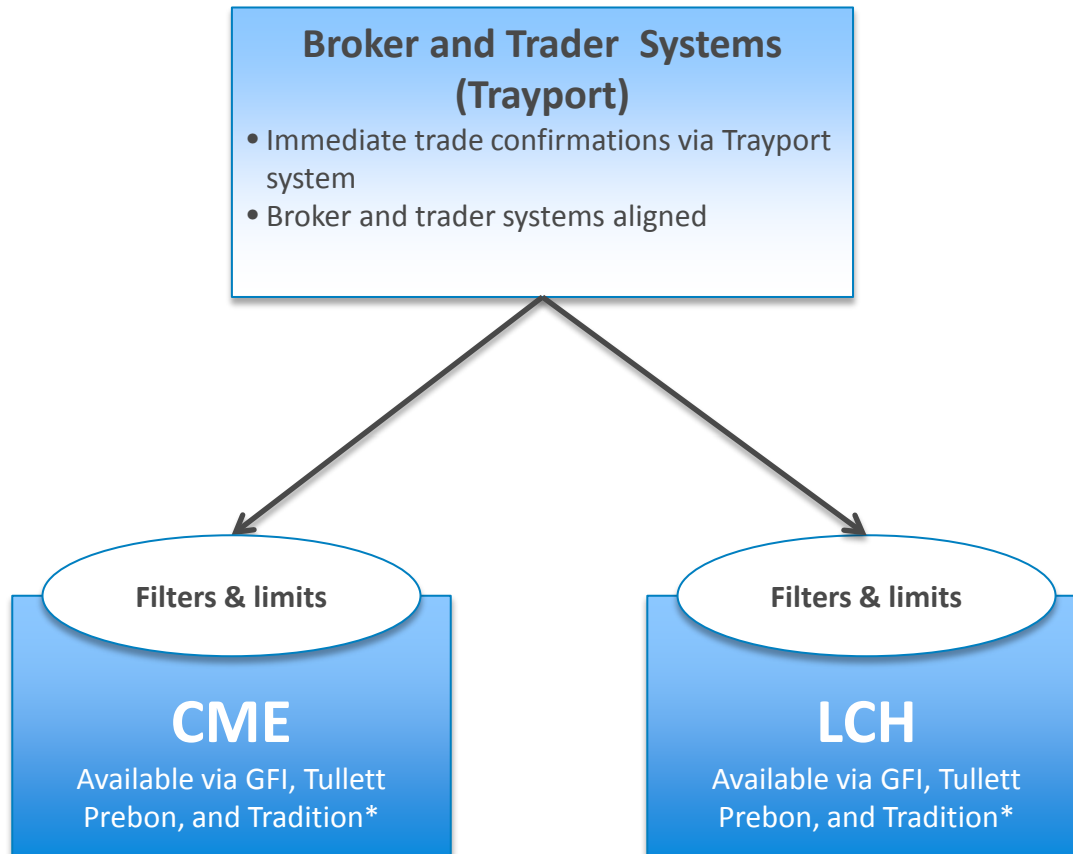 Broker and Trader Systems
(Trayport)
• Immediate trade confirmations via Trayport
system
• Broker and trader systems aligned
Filters & limits
CME
Available via GFI, Tullett
Prebon, and Tradition*
Filters & limits
LCH
Available via GFI, Tullett
Prebon, and Tradition*